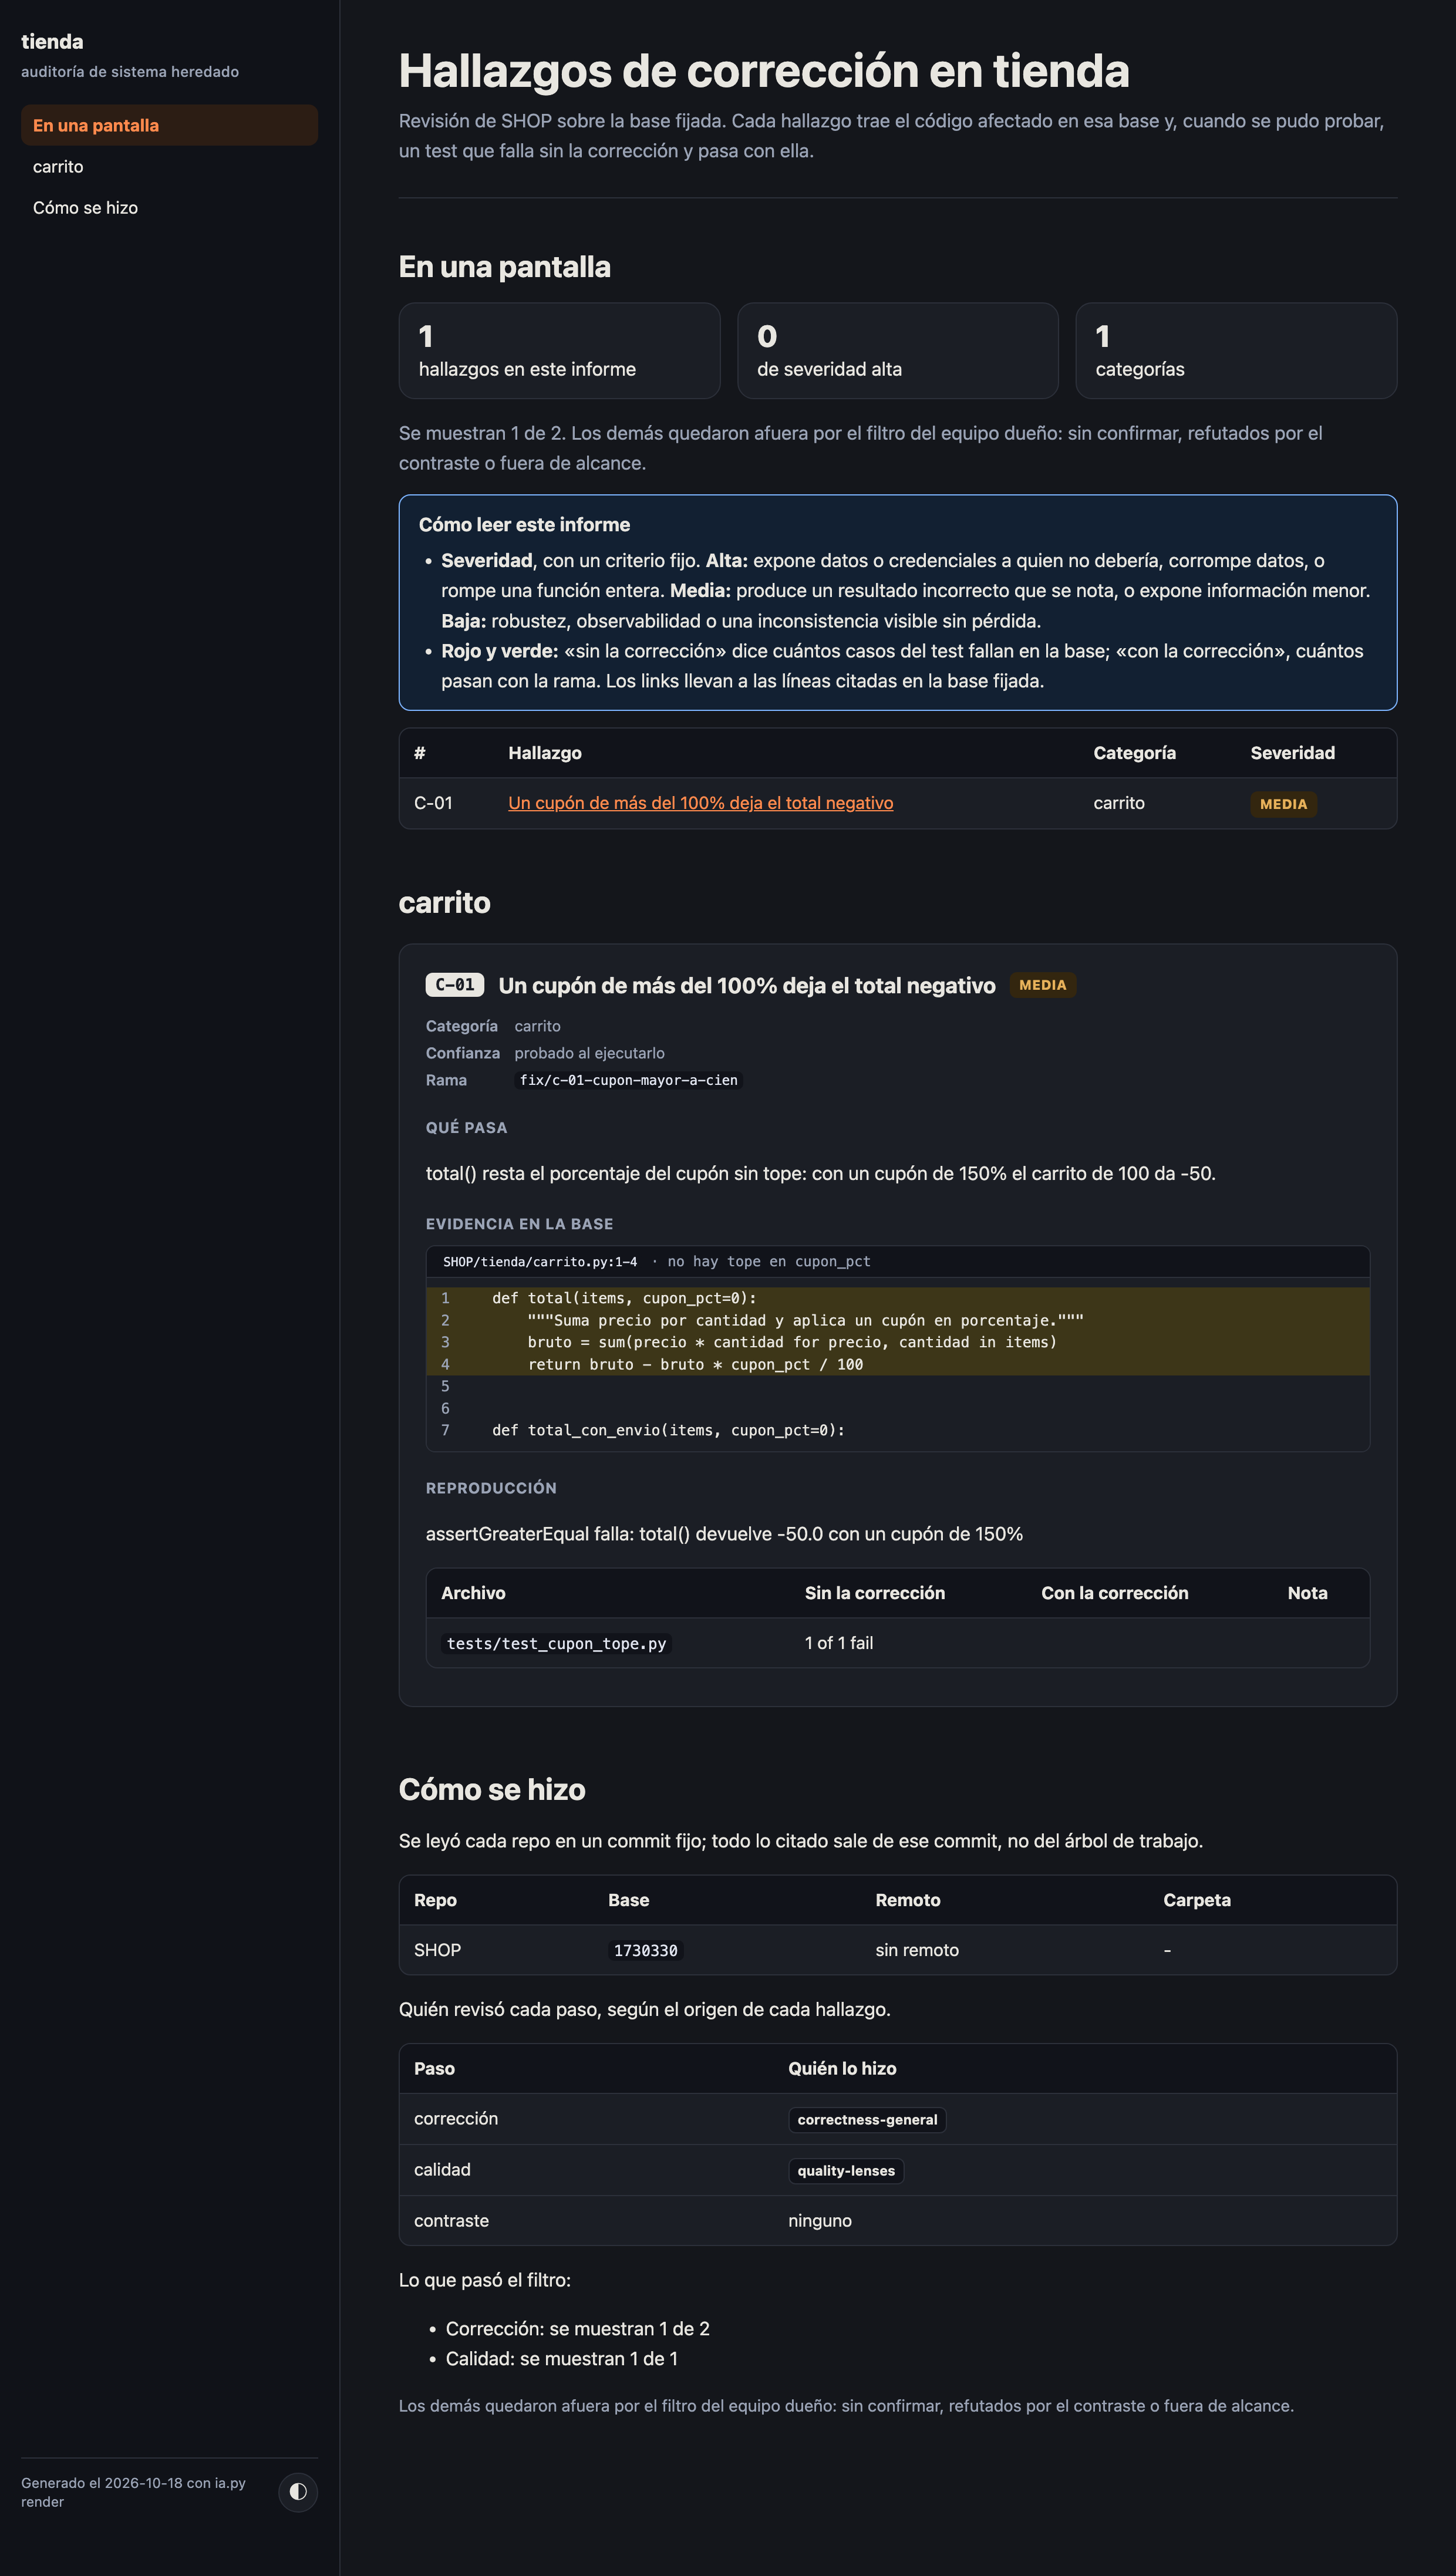 tienda
auditoría de sistema heredado
En una pantalla
carrito
Cómo se hizo
Hallazgos de corrección en tienda
Revisión de SHOP sobre la base fijada. Cada hallazgo trae el código afectado en esa base y, cuando se pudo probar,
un test que falla sin la corrección y pasa con ella.
En una pantalla
1
hallazgos en este informe
0
de severidad alta
1
categorías
Se muestran 1 de 2. Los demás quedaron afuera por el filtro del equipo dueño: sin confirmar, refutados por el
contraste o fuera de alcance.
Cómo leer este informe
• Severidad, con un criterio fijo. Alta: expone datos o credenciales a quien no debería, corrompe datos, o
rompe una función entera. Media: produce un resultado incorrecto que se nota, o expone información menor.
Baja: robustez, observabilidad o una inconsistencia visible sin pérdida.
• Rojo y verde: «sin la corrección» dice cuántos casos del test fallan en la base; «con la corrección», cuántos
pasan con la rama. Los links llevan a las líneas citadas en la base fijada.
# Hallazgo Categoría Severidad
C-01 Un cupón de más del 100% deja el total negativo carrito MEDIA
carrito
C-01 Un cupón de más del 100% deja el total negativo MEDIA
Categoría carrito
Confianza probado al ejecutarlo
Rama fix/c-01-cupon-mayor-a-cien
QUÉ PASA
total() resta el porcentaje del cupón sin tope: con un cupón de 150% el carrito de 100 da -50.
EVIDENCIA EN LA BASE
SHOP/tienda/carrito.py:1-4 · no hay tope en cupon_pct
1 def total(items, cupon_pct=0):
2 """Suma precio por cantidad y aplica un cupón en porcentaje."""
3 bruto = sum(precio * cantidad for precio, cantidad in items)
4 return bruto - bruto * cupon_pct / 100
5
6
7 def total_con_envio(items, cupon_pct=0):
REPRODUCCIÓN
assertGreaterEqual falla: total() devuelve -50.0 con un cupón de 150%
Archivo Sin la corrección Con la corrección Nota
tests/test_cupon_tope.py 1 of 1 fail
Cómo se hizo
Se leyó cada repo en un commit fijo; todo lo citado sale de ese commit, no del árbol de trabajo.
Repo Base Remoto Carpeta
SHOP 1730330 sin remoto -
Quién revisó cada paso, según el origen de cada hallazgo.
Paso Quién lo hizo
corrección correctness-general
calidad quality-lenses
contraste ninguno
Lo que pasó el filtro:
• Corrección: se muestran 1 de 2
• Calidad: se muestran 1 de 1
Los demás quedaron afuera por el filtro del equipo dueño: sin confirmar, refutados por el contraste o fuera de alcance.
Generado el 2026-10-18 con ia.py
render